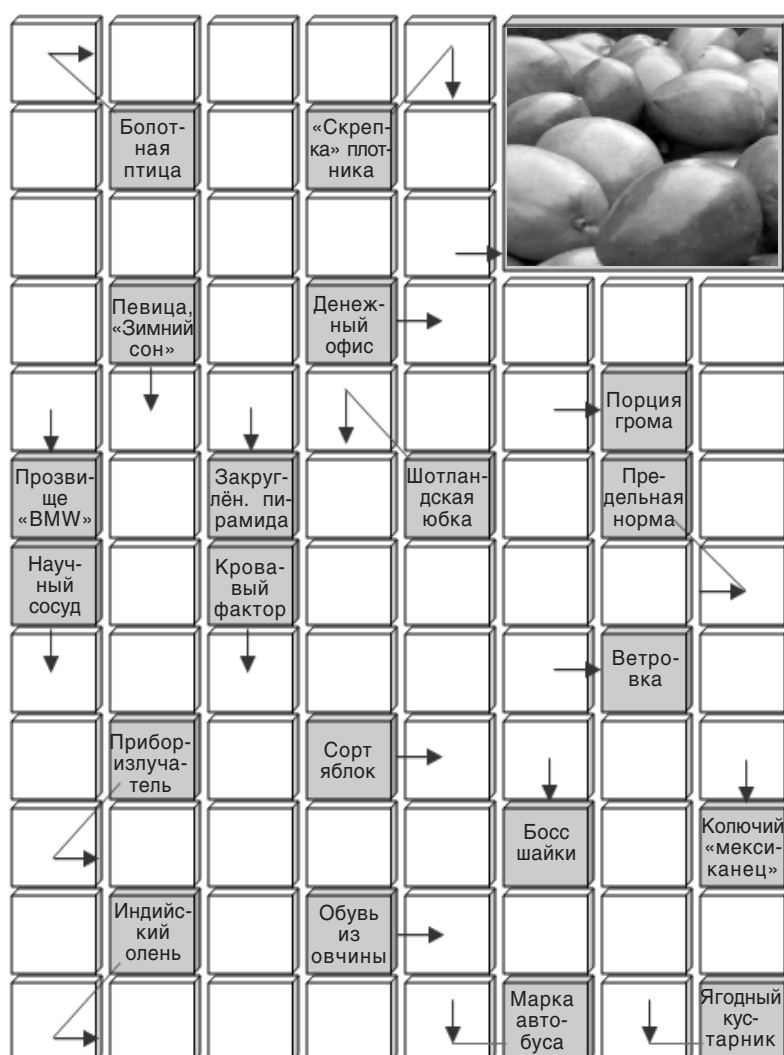 Болот-
ная
птица
«Скреп-
ка» плот-
ника
Певица,
«Зимний
сон»
Денеж-
ный
офис
Порция
грома
Прозви-
ще
«BMW»
Закруг-
лён. пи-
рамида
Шотлан-
дская
юбка
Пре-
дельная
норма
Науч-
ный
сосуд
Крова-
вый
фактор
Ветро-
вка
Прибор-
излуча-
тель
Сорт
яблок
Босс
шайки
Колючий
«мекси-
канец»
Индийс-
кий
олень
Обувь
из
овчины
Марка
авто-
буса
Ягодный
кус-
тарник